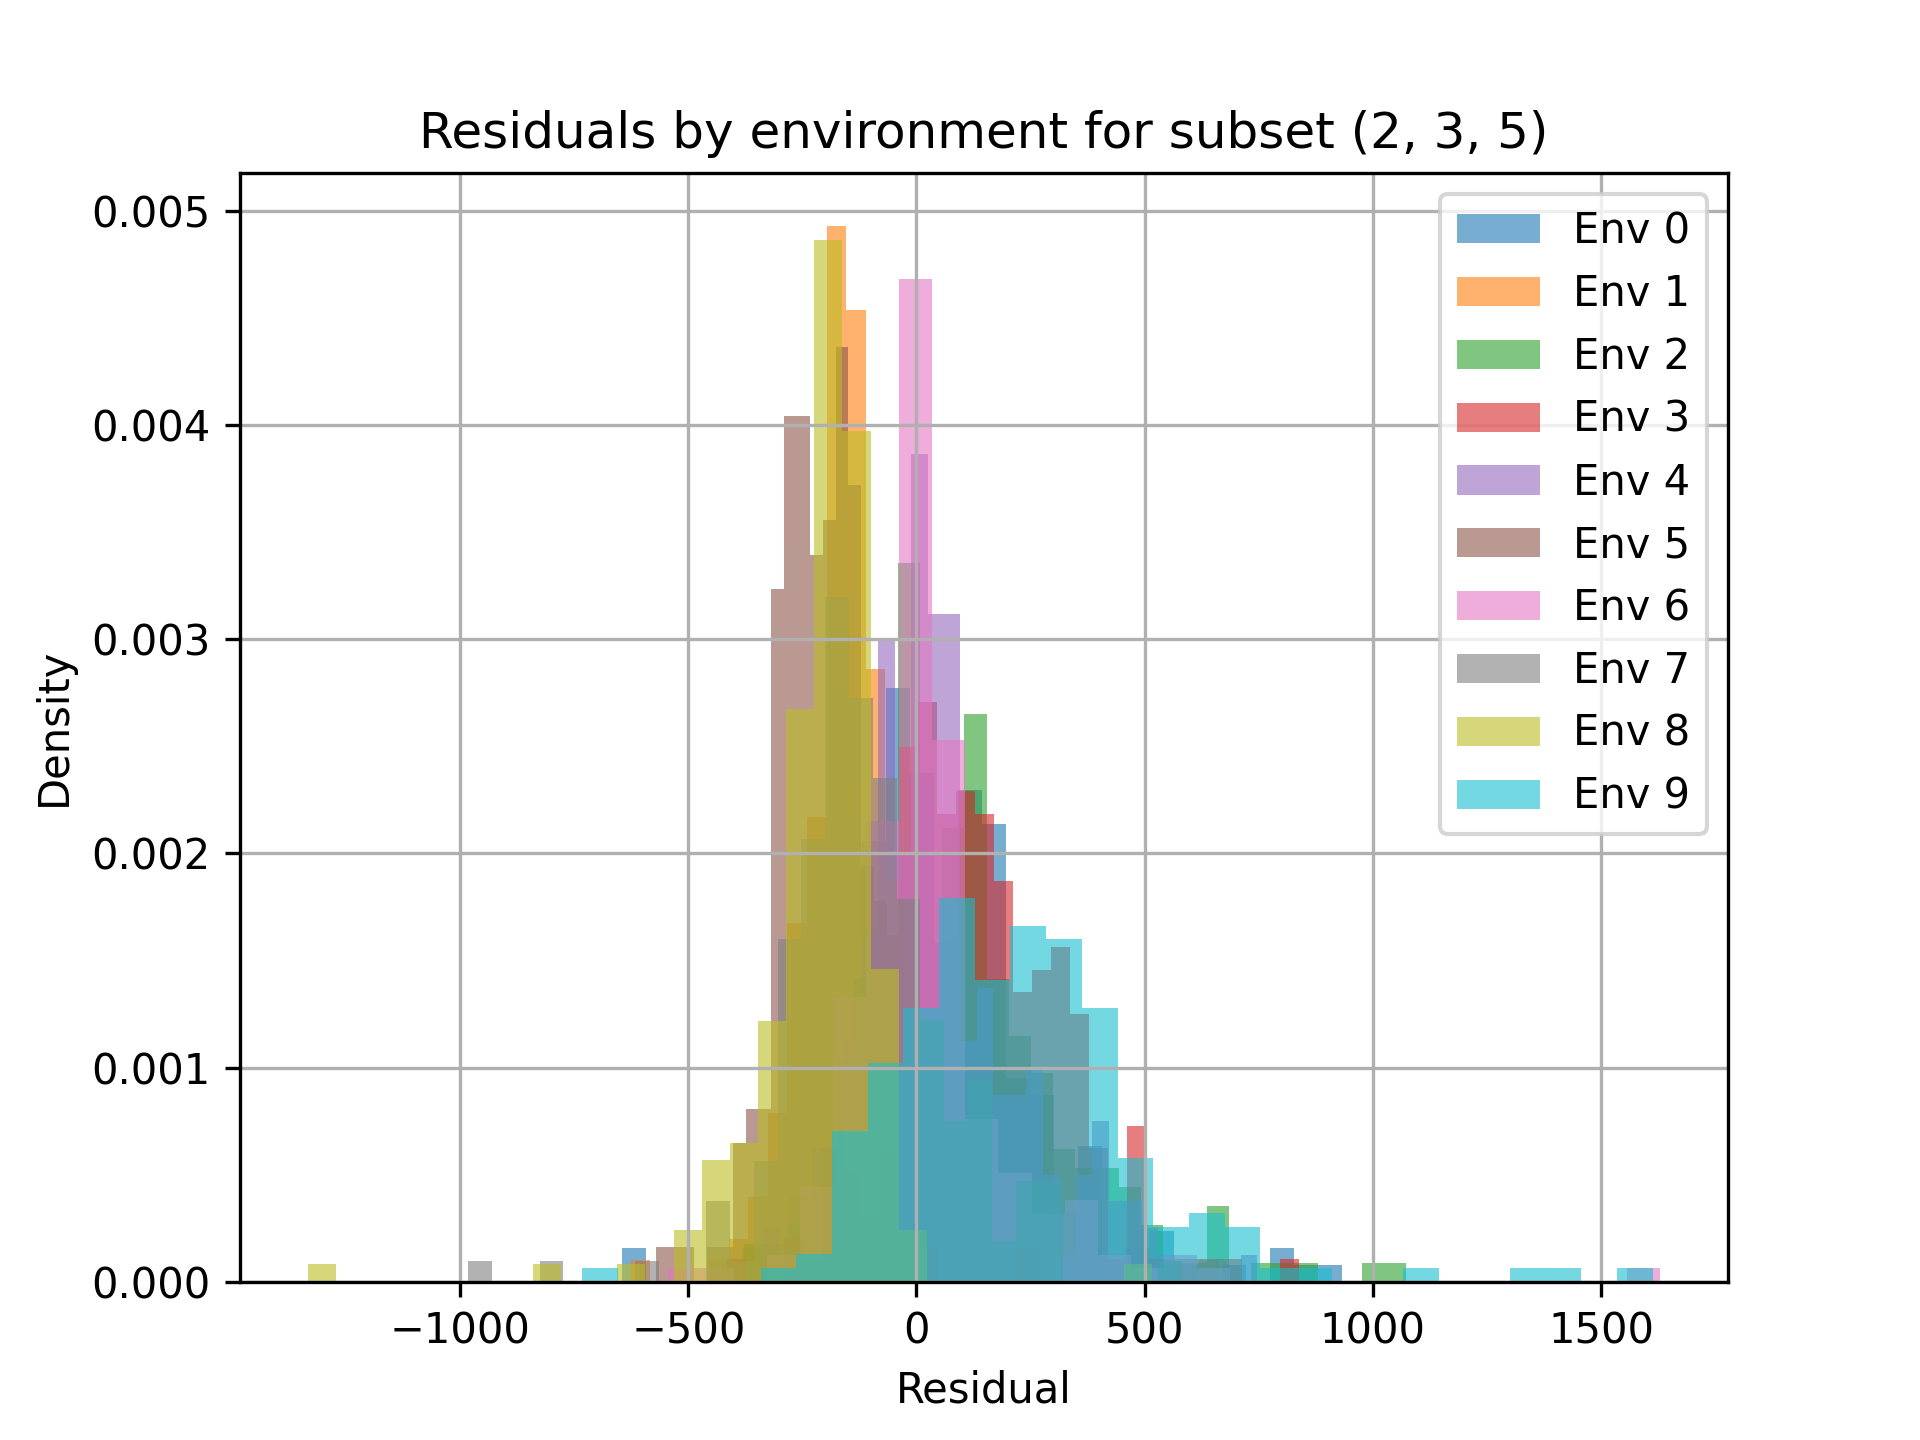 Residuals by environment for subset (2, 3, 5)
0.005
0.004
0.003
0.002
0.001
0.000
Density
−1000
−500
0
500
1000
1500
Residual
Env 0
Env 1
Env 2
Env 3
Env 4
Env 5
Env 6
Env 7
Env 8
Env 9